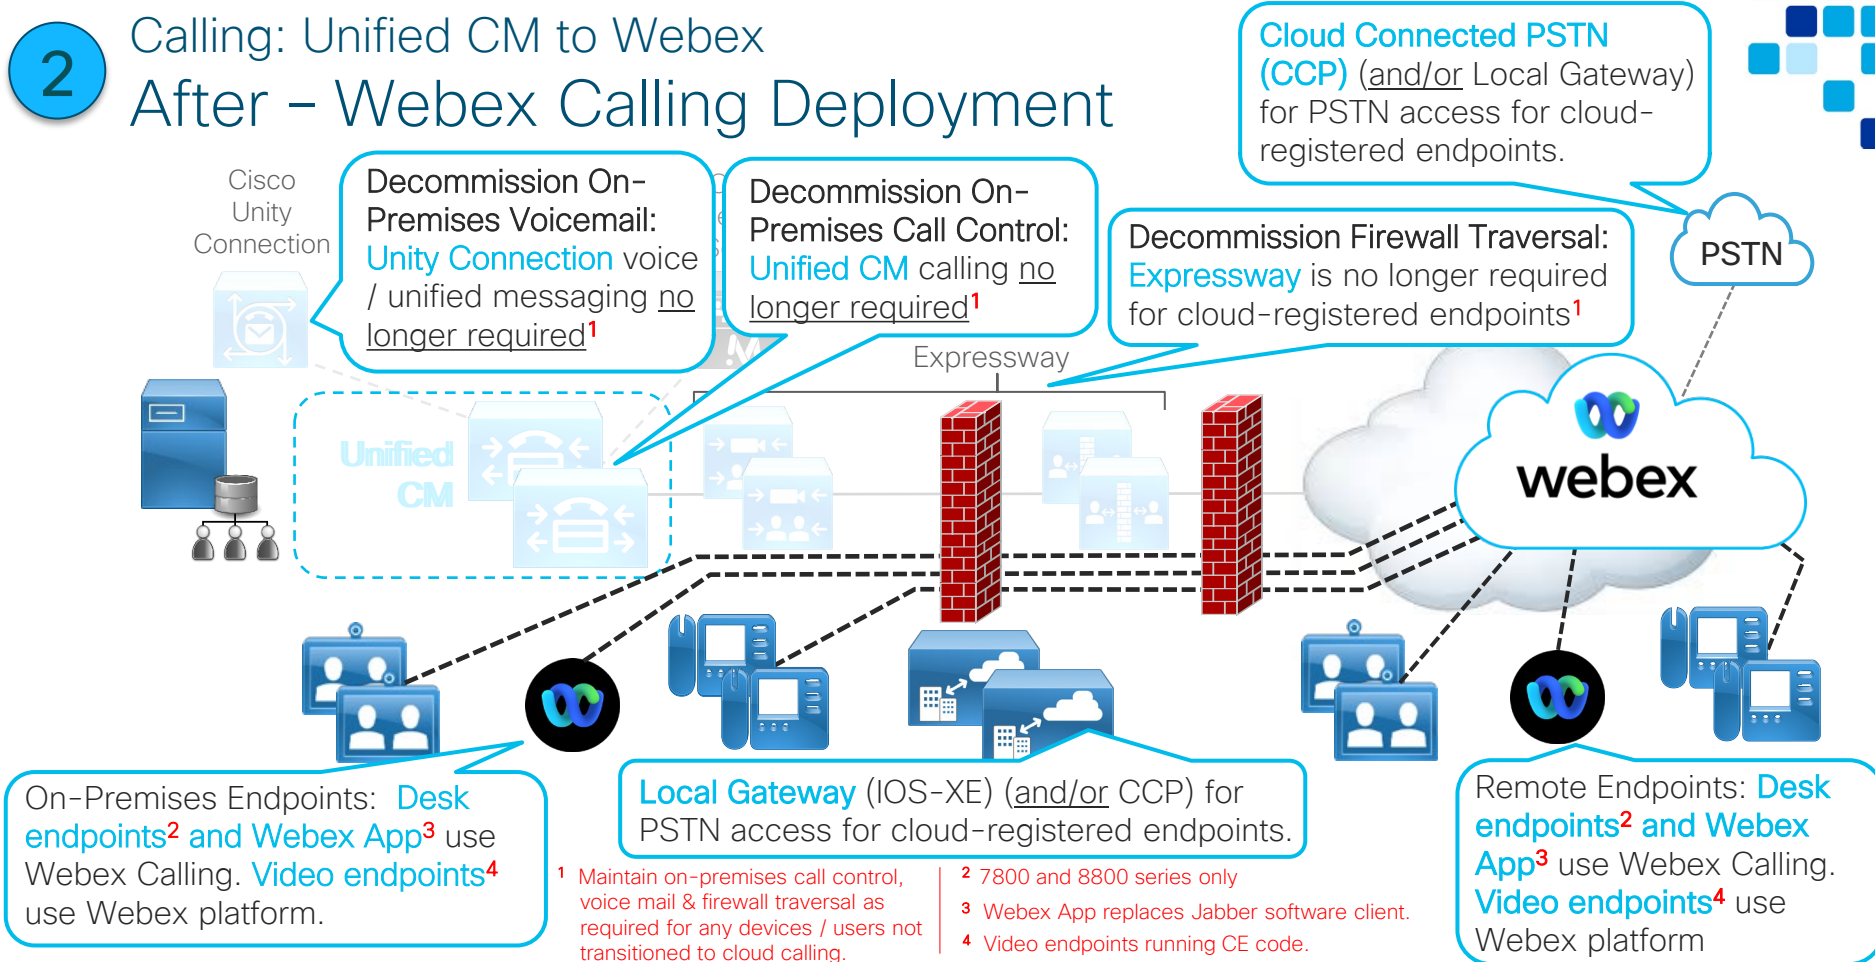 2
Calling: Unified CM to Webex
After – Webex Calling Deployment
Cloud Connected PSTN
(CCP) (and/or Local Gateway)
for PSTN access for cloud-
registered endpoints.
Cisco
Unity
Connection
Decommission On-
Premises Voicemail:
Unity Connection voice
/ unified messaging no
longer required1
Decommission On-
Premises Call Control:
Unified CM calling no
longer required1
Decommission Firewall Traversal:
Expressway is no longer required
for cloud-registered endpoints1
PSTN
Expressway
Unified
CM
webex
On-Premises Endpoints: Desk
endpoints2 and Webex App3 use
Webex Calling. Video endpoints4
use Webex platform.
Local Gateway (IOS-XE) (and/or CCP) for
PSTN access for cloud-registered endpoints.
Remote Endpoints: Desk
endpoints2 and Webex
App3 use Webex Calling.
Video endpoints4 use
Webex platform
1 Maintain on-premises call control,
voice mail & firewall traversal as
required for any devices / users not
transitioned to cloud calling.
2 7800 and 8800 series only
3 Webex App replaces Jabber software client.
4 Video endpoints running CE code.